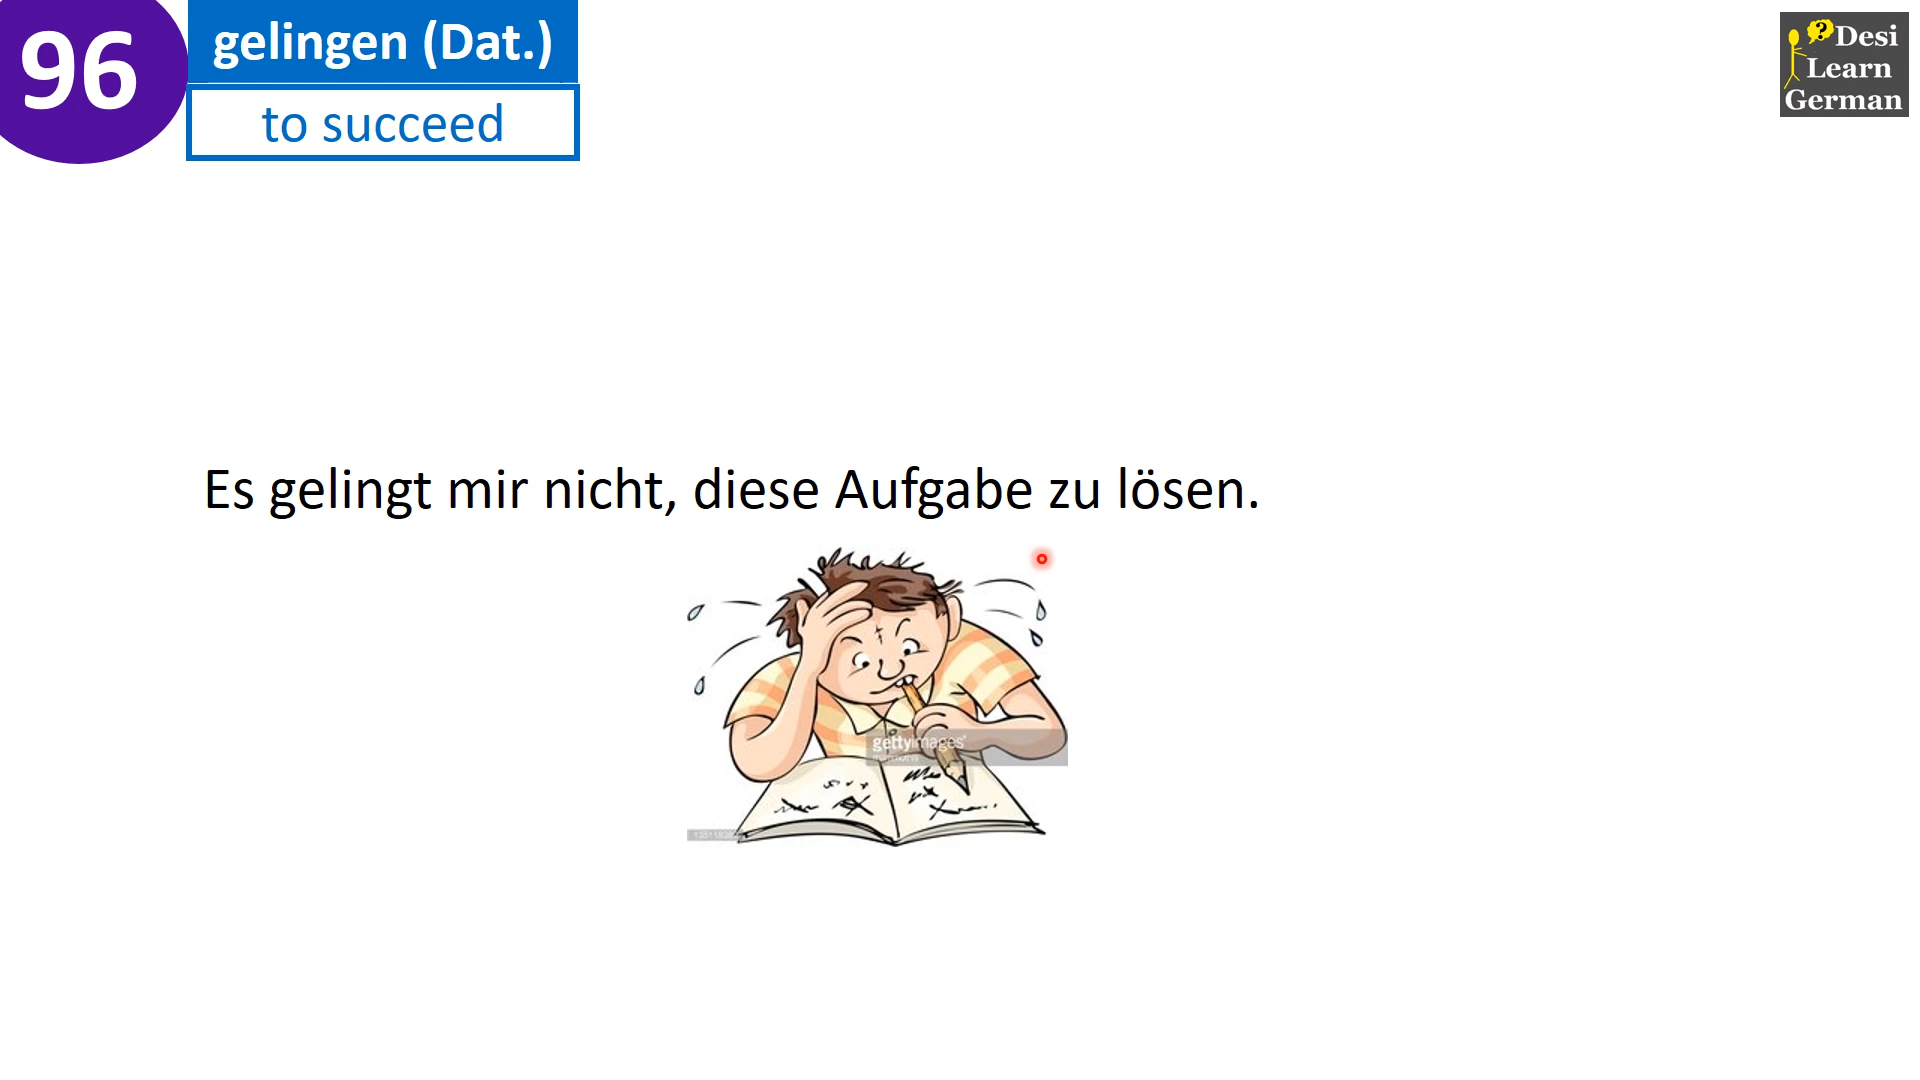 96
gelingen (Dat.)
to succeed
Desi
Learn
German
Es gelingt mir nicht, diese Aufgabe zu lösen.
gettyimages